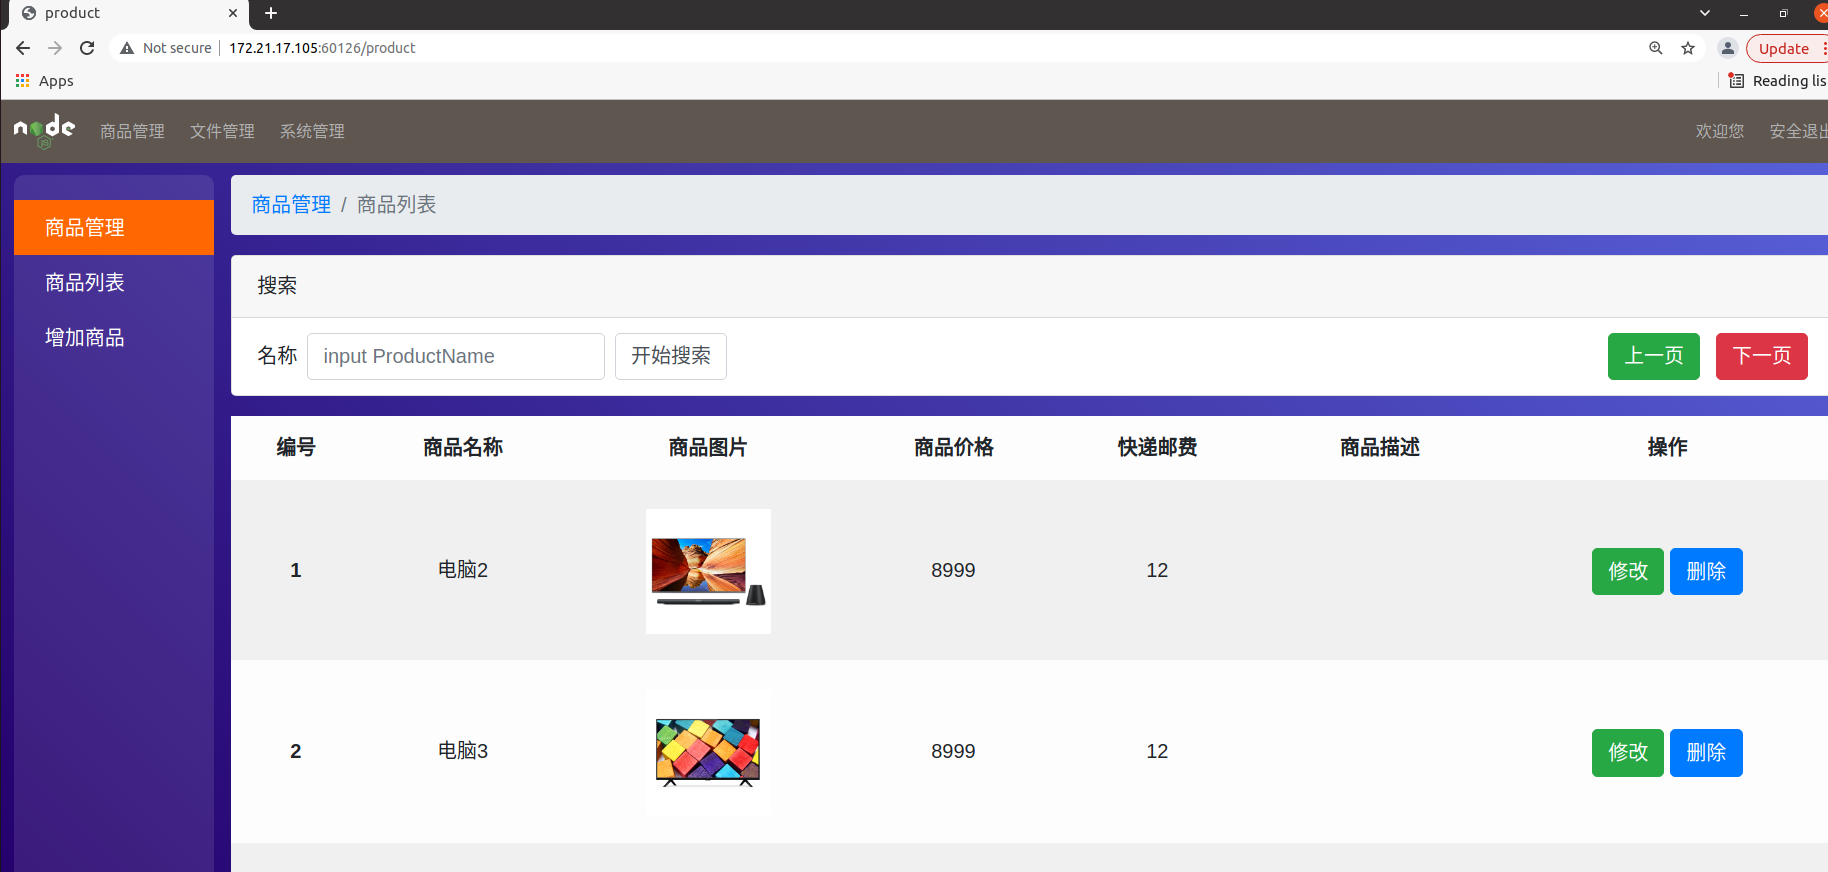 product
Not secure 172.21.17.105:60126/product
Update
Apps
Reading lis
node
JS
商品管理 文件管理 系统管理 欢迎您 安全退出
商品管理 / 商品列表
商品管理
商品列表
增加商品
搜索
名称 input ProductName 开始搜索 上一页 下一页
编号 商品名称 商品图片 商品价格 快递邮费 商品描述 操作
1 电脑2 8999 12 修改 删除
2 电脑3 8999 12 修改 删除